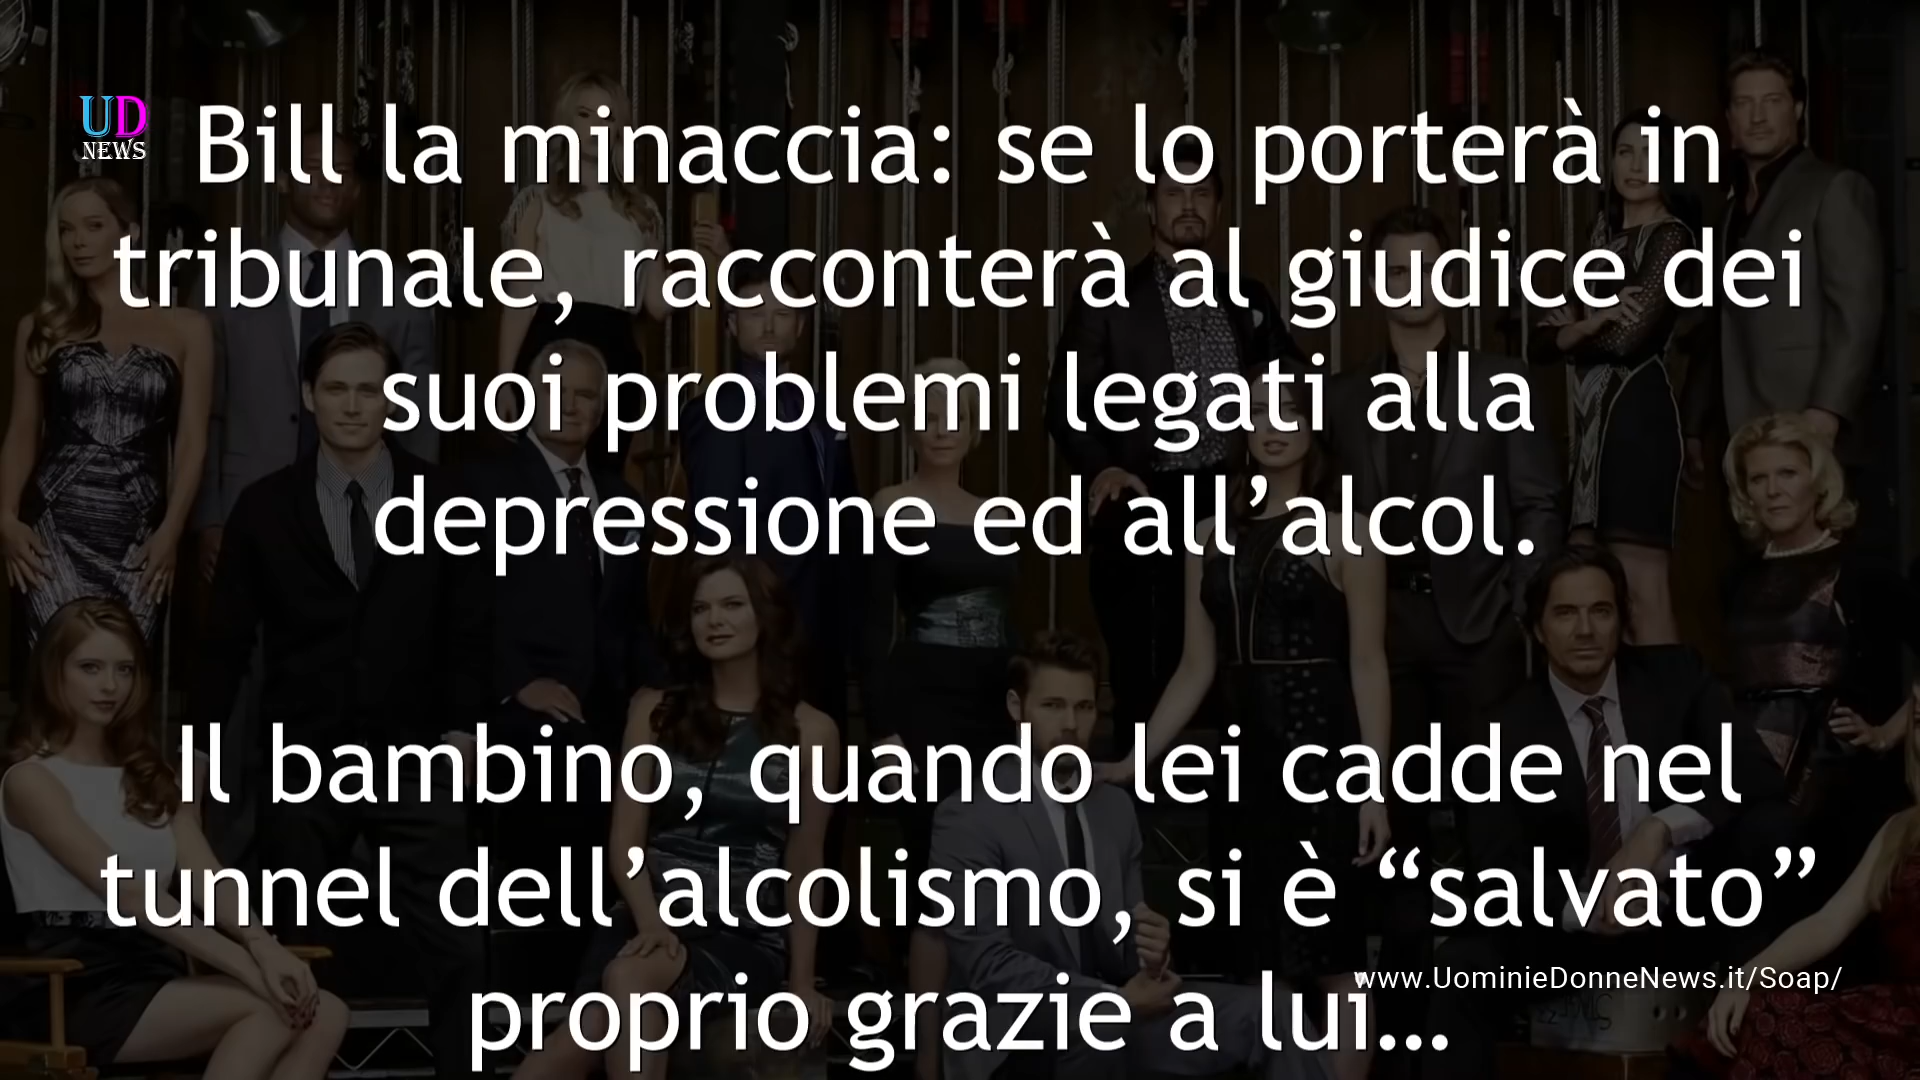 UD
NEWS
Bill la minaccia: se lo porterà in
tribunale, racconterà al giudice dei
suoi problemi legati alla
depressione ed all’alcol.
Il bambino, quando lei cadde nel
tunnel dell’alcolismo, si è “salvato”
proprio grazie a lui...
www.UominieDonneNews.it/Soap/